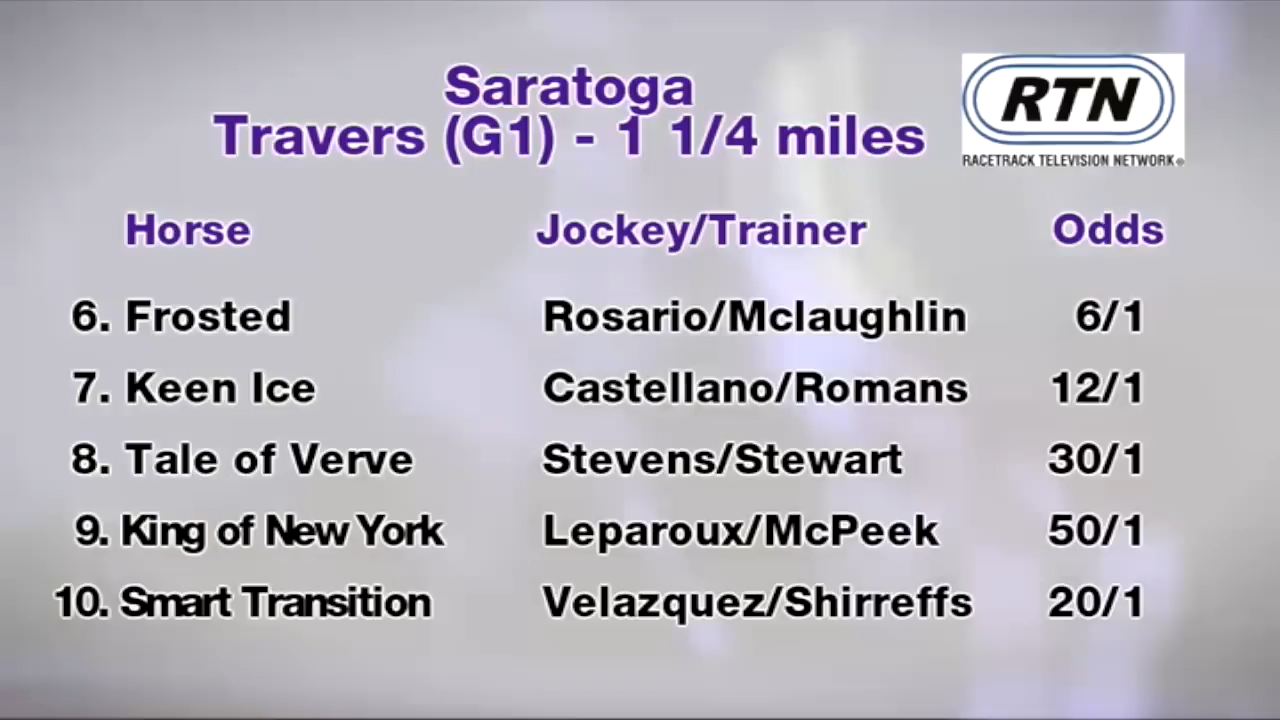 Saratoga
Travers (G1) - 1 1/4 miles
RTN
RACETRACK TELEVISION NETWORK®
Horse Jockey/Trainer Odds
6. Frosted Rosario/Mclaughlin 6/1
7. Keen Ice Castellano/Romans 12/1
8. Tale of Verve Stevens/Stewart 30/1
9. King of New York Leparoux/McPeek 50/1
10. Smart Transition Velazquez/Shirreffs 20/1